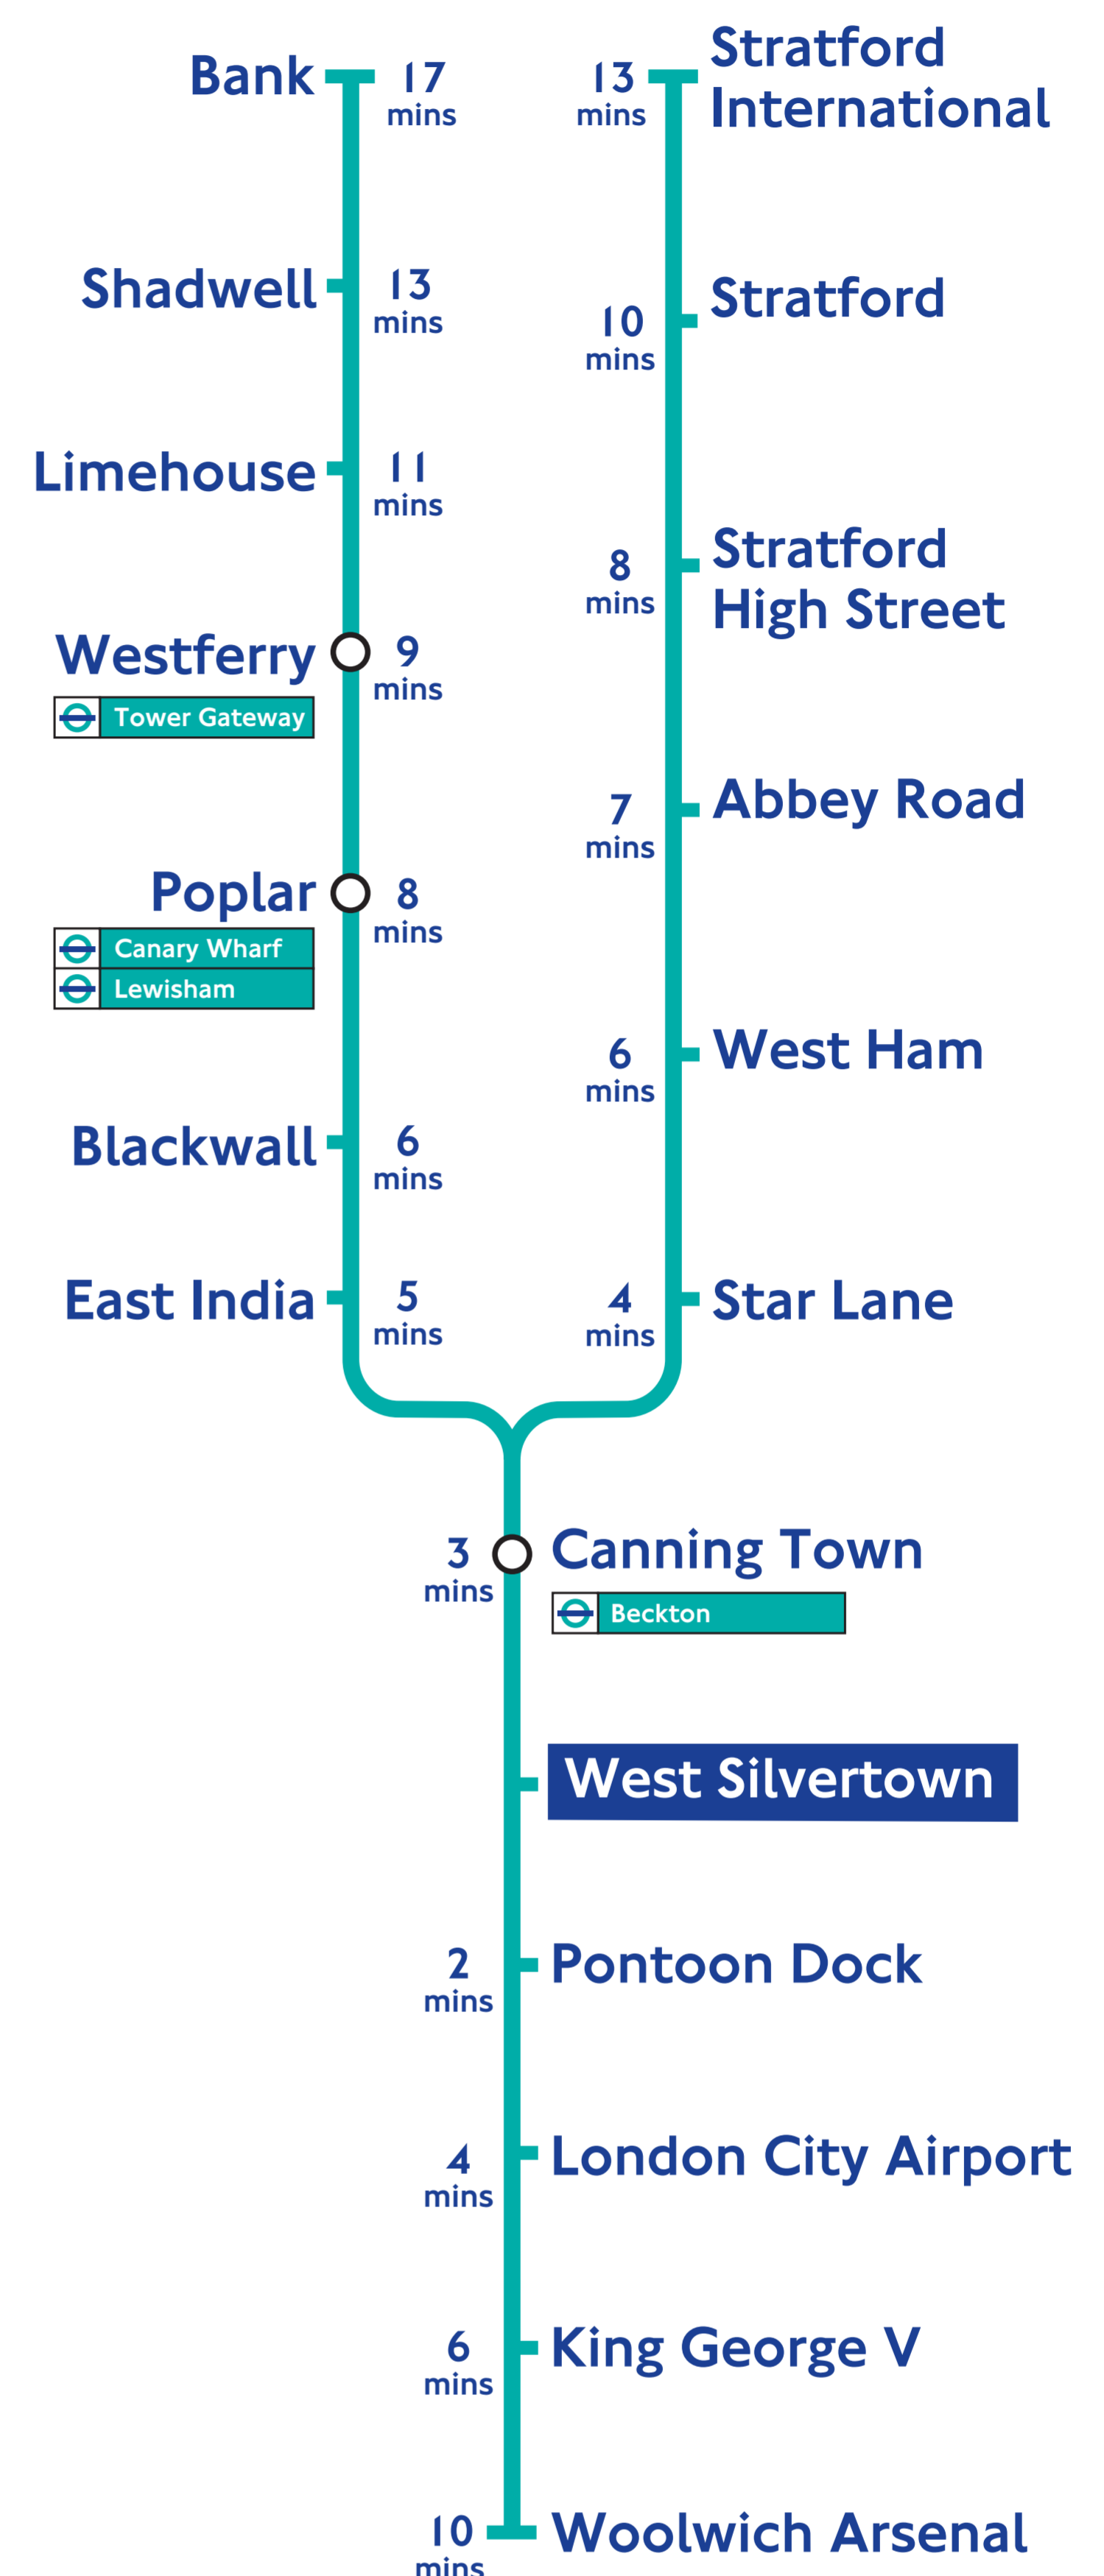 Bank
17
mins
Shadwell
13
mins
Limehouse
11
mins
Westferry
9
mins
Tower Gateway
Poplar
8
mins
Canary Wharf
Lewisham
Blackwall
6
mins
East India
5
mins
13
mins
Stratford
International
10
mins
Stratford
8
mins
Stratford
High Street
7
mins
Abbey Road
6
mins
West Ham
4
mins
Star Lane
3
mins
Canning Town
Beckton
West Silvertown
2
mins
Pontoon Dock
4
mins
London City Airport
6
mins
King George V
10
mins
Woolwich Arsenal